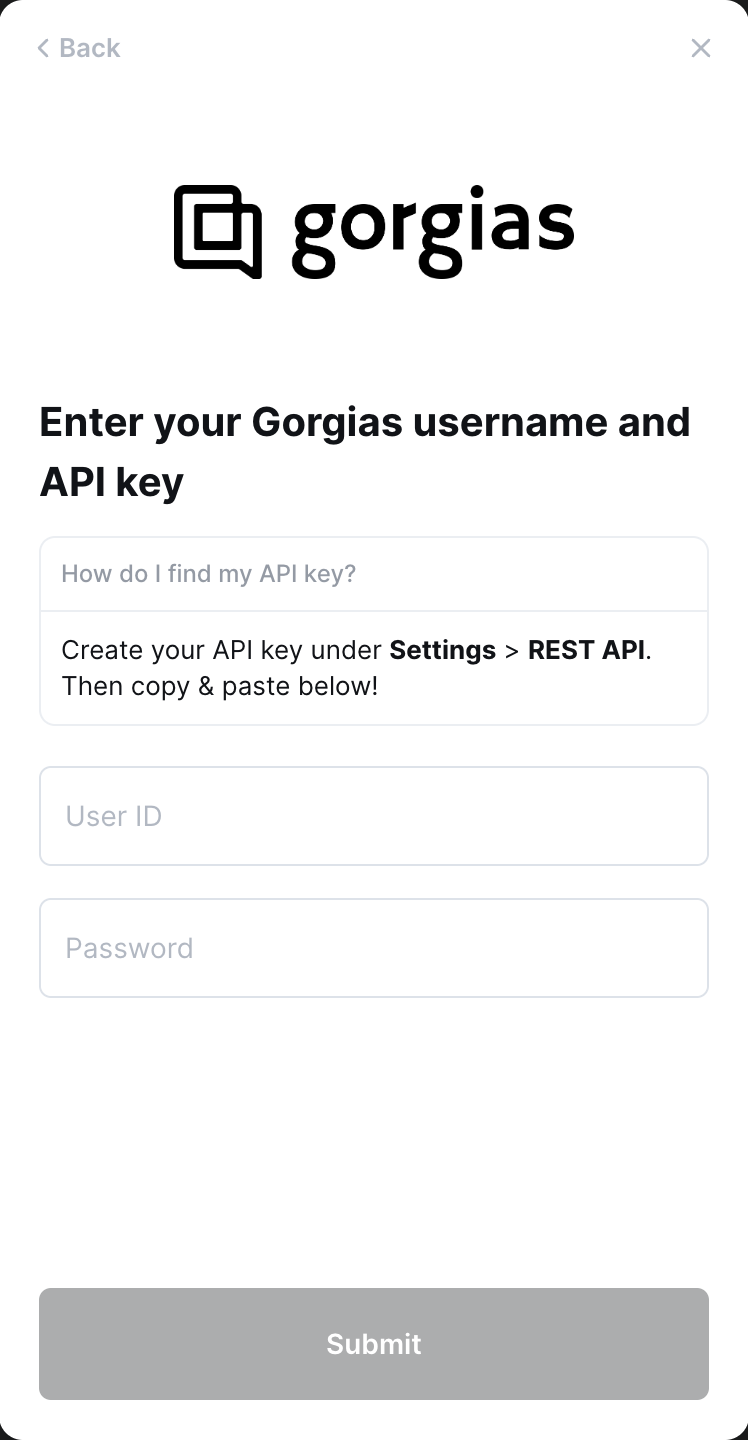 Back
gorgias
Enter your Gorgias username and
API key
How do I find my API key?
Create your API key under Settings > REST API.
Then copy & paste below!
User ID
Password
Submit